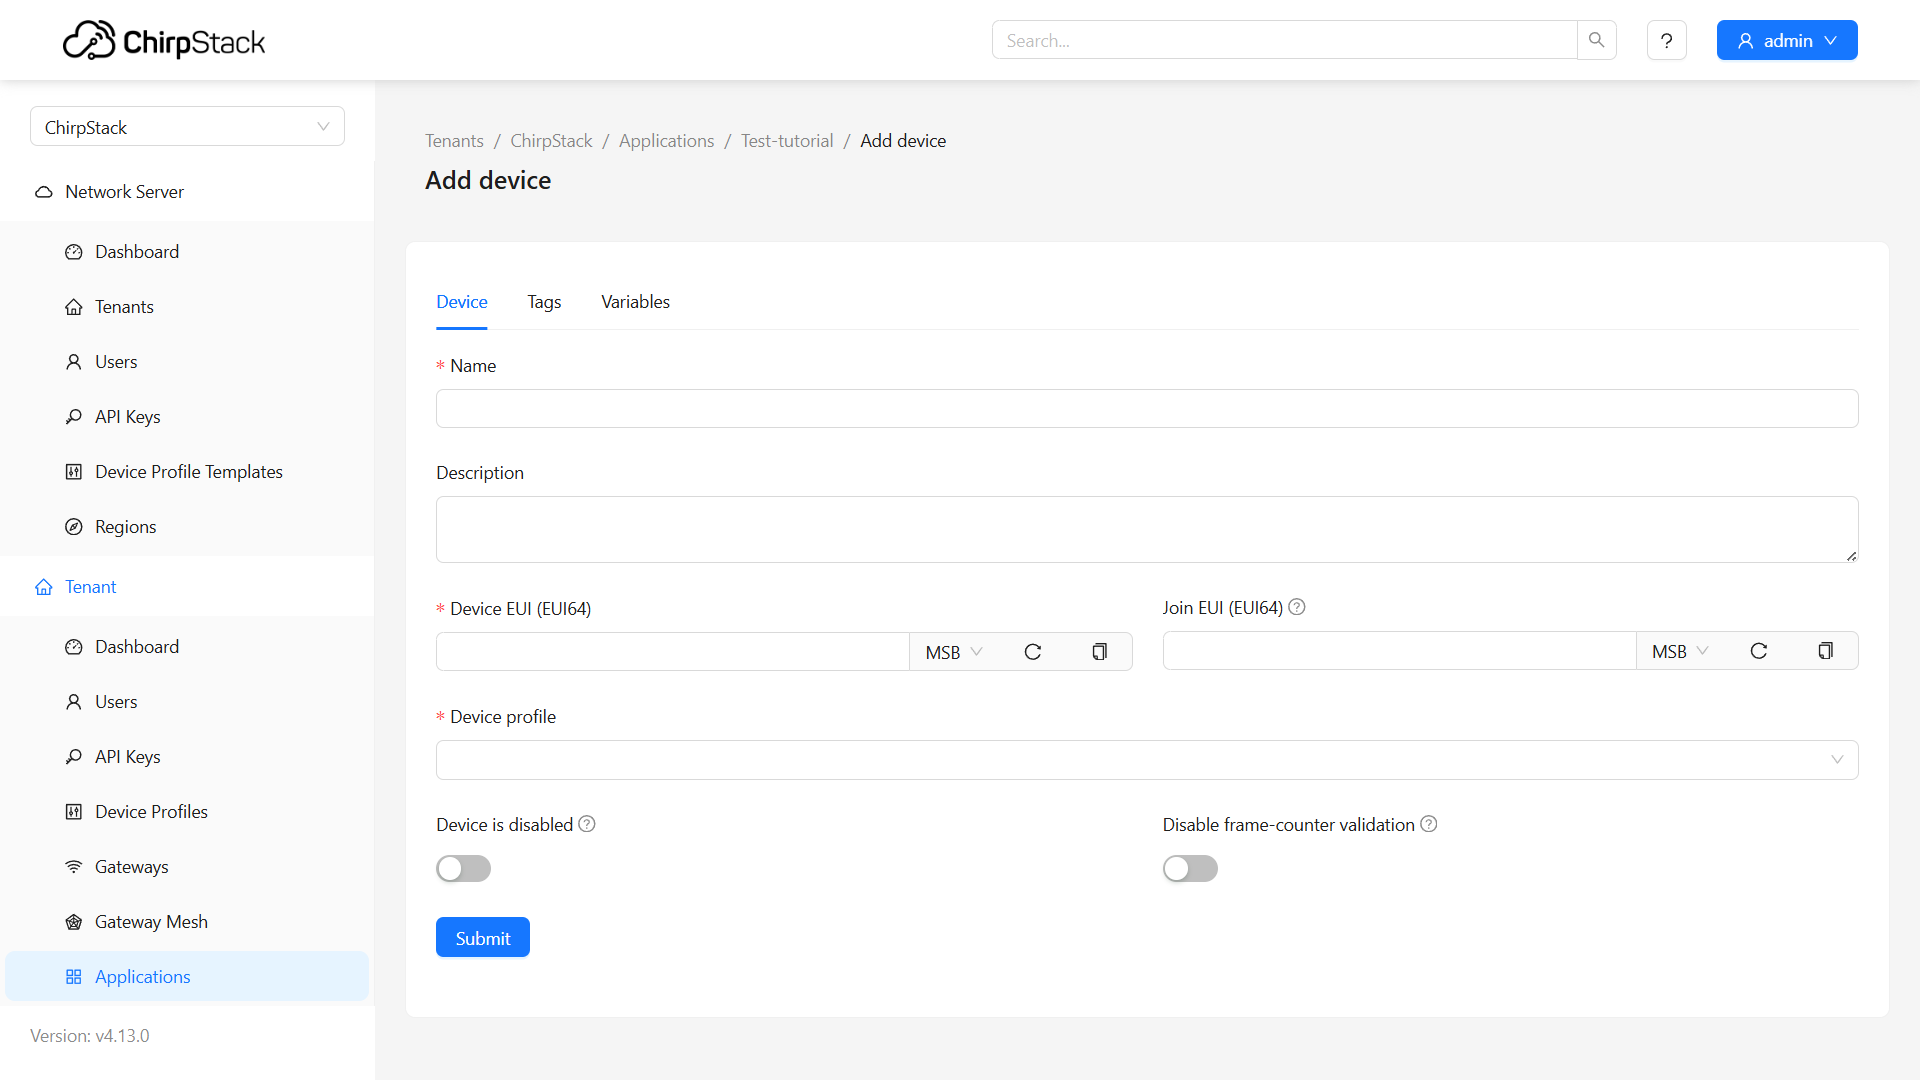 ChirpStack
Search...
?
admin
ChirpStack
Network Server
Dashboard
Tenants
Users
API Keys
Device Profile Templates
Regions
Tenant
Dashboard
Users
API Keys
Device Profiles
Gateways
Gateway Mesh
Applications
Version: v4.13.0
Tenants / ChirpStack / Applications / Test-tutorial / Add device
Add device
Device Tags Variables
* Name
Description
* Device EUI (EUI64)
MSB
Join EUI (EUI64) ?
MSB
* Device profile
Device is disabled ?
Disable frame-counter validation ?
Submit